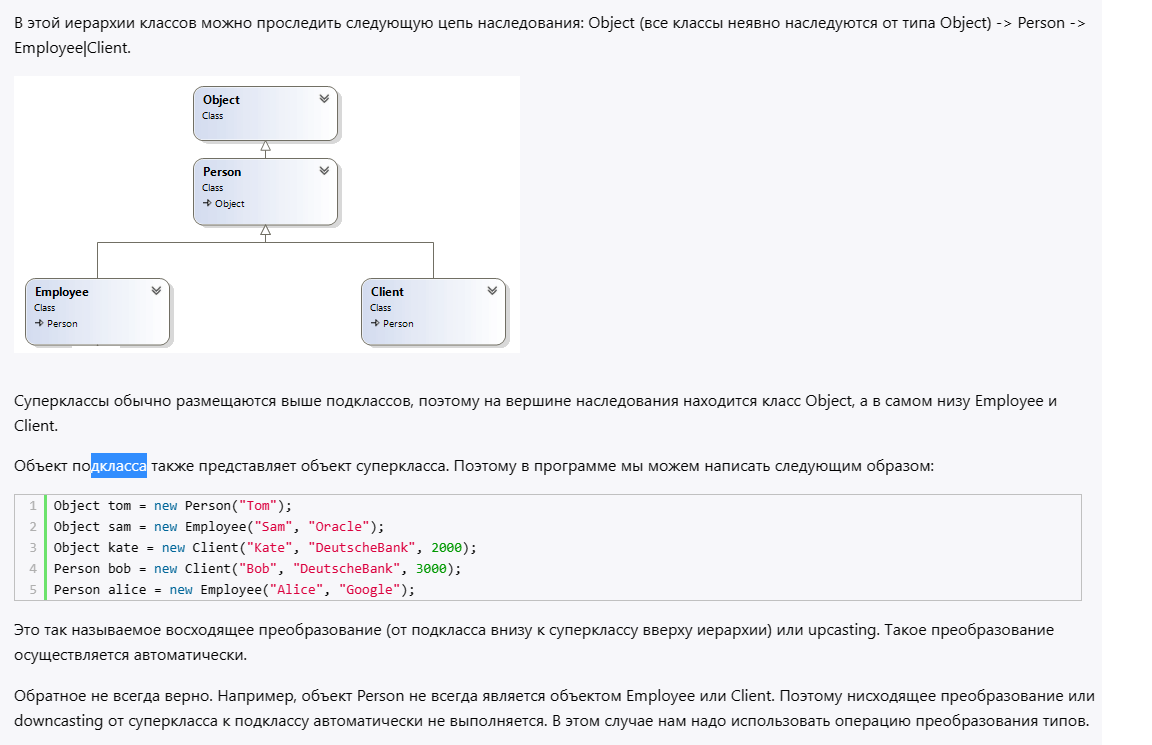 В этой иерархии классов можно проследить следующую цепь наследования: Object (все классы неявно наследуются от типа Object) -> Person ->
Employee|Client.
Object
Class
Person
Class
Object
Employee
Class
Person
Client
Class
Person
Суперклассы обычно размещаются выше подклассов, поэтому на вершине наследования находится класс Object, а в самом низу Employee и
Client.
Объект подкласса также представляет объект суперкласса. Поэтому в программе мы можем написать следующим образом:
1 Object tom = new Person("Tom");
2 Object sam = new Employee("Sam", "Oracle");
3 Object kate = new Client("Kate", "DeutscheBank", 2000);
4 Person bob = new Client("Bob", "DeutscheBank", 3000);
5 Person alice = new Employee("Alice", "Google");
Это так называемое восходящее преобразование (от подкласса внизу к суперклассу вверху иерархии) или upcasting. Такое преобразование
осуществляется автоматически.
Обратное не всегда верно. Например, объект Person не всегда является объектом Employee или Client. Поэтому нисходящее преобразование или
downcasting от суперкласса к подклассу автоматически не выполняется. В этом случае нам надо использовать операцию преобразования типов.